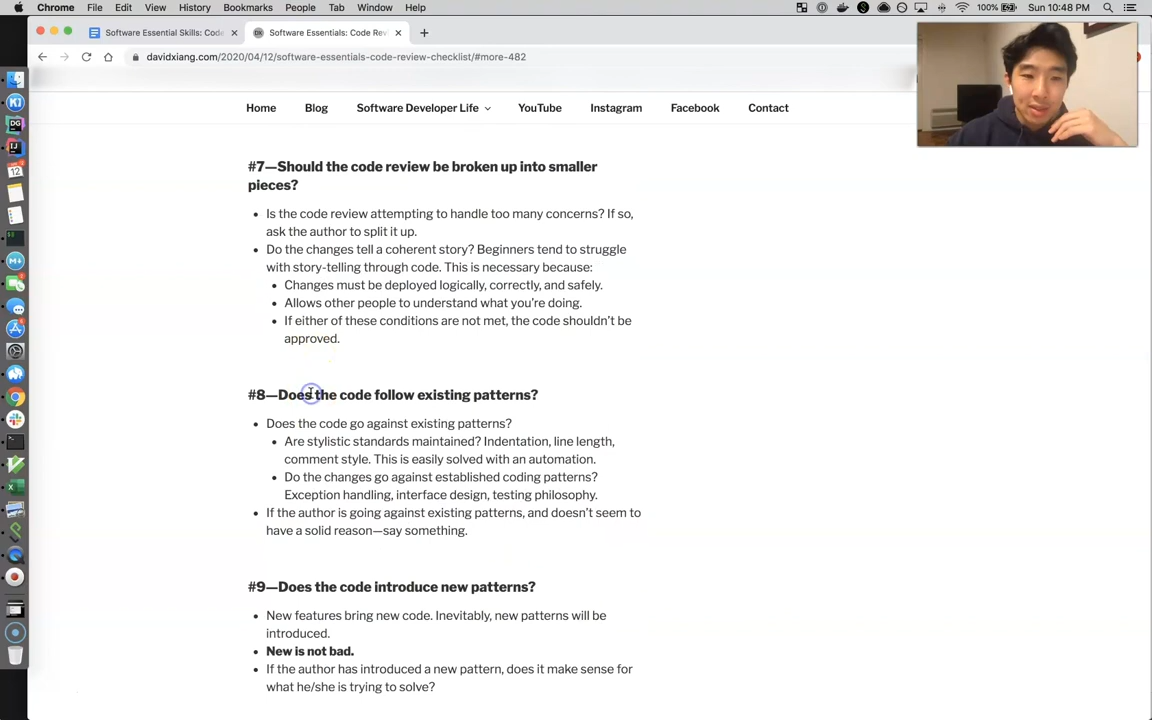 Chrome File Edit View History Bookmarks People Tab Window Help 100% Sun 10:48 PM
Software Essential Skills: Code Software Essentials: Code Rev
davidxiang.com/2020/04/12/software-essentials-code-review-checklist/#more-482
Home Blog Software Developer Life YouTube Instagram Facebook Contact
#7—Should the code review be broken up into smaller
pieces?
• Is the code review attempting to handle too many concerns? If so,
ask the author to split it up.
• Do the changes tell a coherent story? Beginners tend to struggle
with story-telling through code. This is necessary because:
• Changes must be deployed logically, correctly, and safely.
• Allows other people to understand what you're doing.
• If either of these conditions are not met, the code shouldn't be
approved.
#8—Does the code follow existing patterns?
• Does the code go against existing patterns?
• Are stylistic standards maintained? Indentation, line length,
comment style. This is easily solved with an automation.
• Do the changes go against established coding patterns?
Exception handling, interface design, testing philosophy.
• If the author is going against existing patterns, and doesn't seem to
have a solid reason—say something.
#9—Does the code introduce new patterns?
• New features bring new code. Inevitably, new patterns will be
introduced.
• New is not bad.
• If the author has introduced a new pattern, does it make sense for
what he/she is trying to solve?